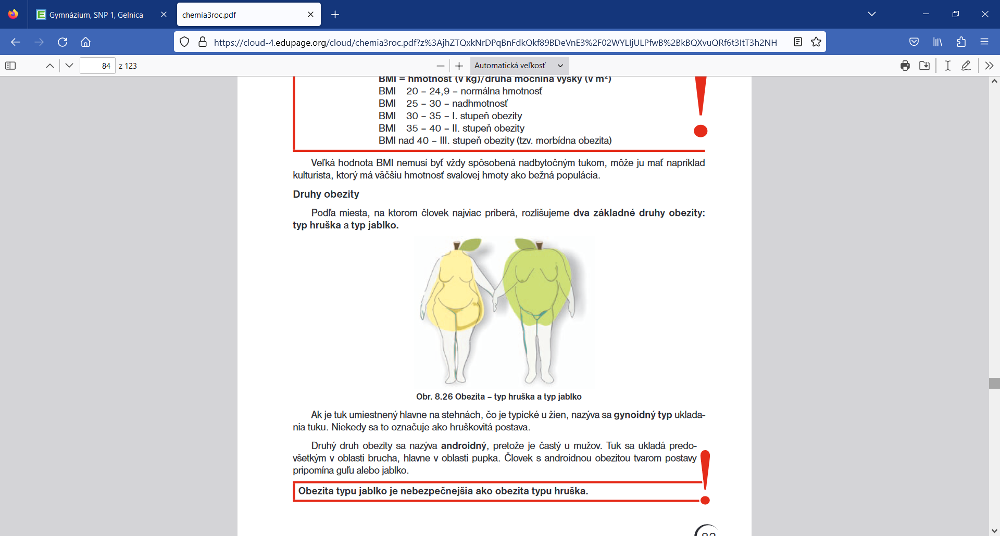 Gymnázium, SNP 1, Gelnica
chemia3roc.pdf
https://cloud-4.edupage.org/cloud/chemia3roc.pdf?z%3AjhZTQxkNrDPqBnFdkQkf89BDeVnE3%2F02WYLIjULPfwB%2BkBQXvuQRf6t3ItT3h2NH
84 z 123
Automatická veľkosť
BMI = hmotnosť (v kg)/druhá mocnina výšky (v m²)
BMI 20 – 24,9 – normálna hmotnosť
BMI 25 – 30 – nadhmotnosť
BMI 30 – 35 – I. stupeň obezity
BMI 35 – 40 – II. stupeň obezity
BMI nad 40 – III. stupeň obezity (tzv. morbídna obezita)
Veľká hodnota BMI nemusí byť vždy spôsobená nadbytočným tukom, môže ju mať napríklad
kulturista, ktorý má väčšiu hmotnosť svalovej hmoty ako bežná populácia.
Druhy obezity
Podľa miesta, na ktorom človek najviac priberá, rozlišujeme dva základné druhy obezity:
typ hruška a typ jablko.
Obr. 8.26 Obezita – typ hruška a typ jablko
Ak je tuk umiestnený hlavne na stehnách, čo je typické u žien, nazýva sa gynoidný typ uklada-
nia tuku. Niekedy sa to označuje ako hruškovitá postava.
Druhý druh obezity sa nazýva androidný, pretože je častý u mužov. Tuk sa ukladá predo-
všetkým v oblasti brucha, hlavne v oblasti pupka. Človek s androidnou obezitou tvarom postavy
pripomína guľu alebo jablko.
Obezita typu jablko je nebezpečnejšia ako obezita typu hruška.